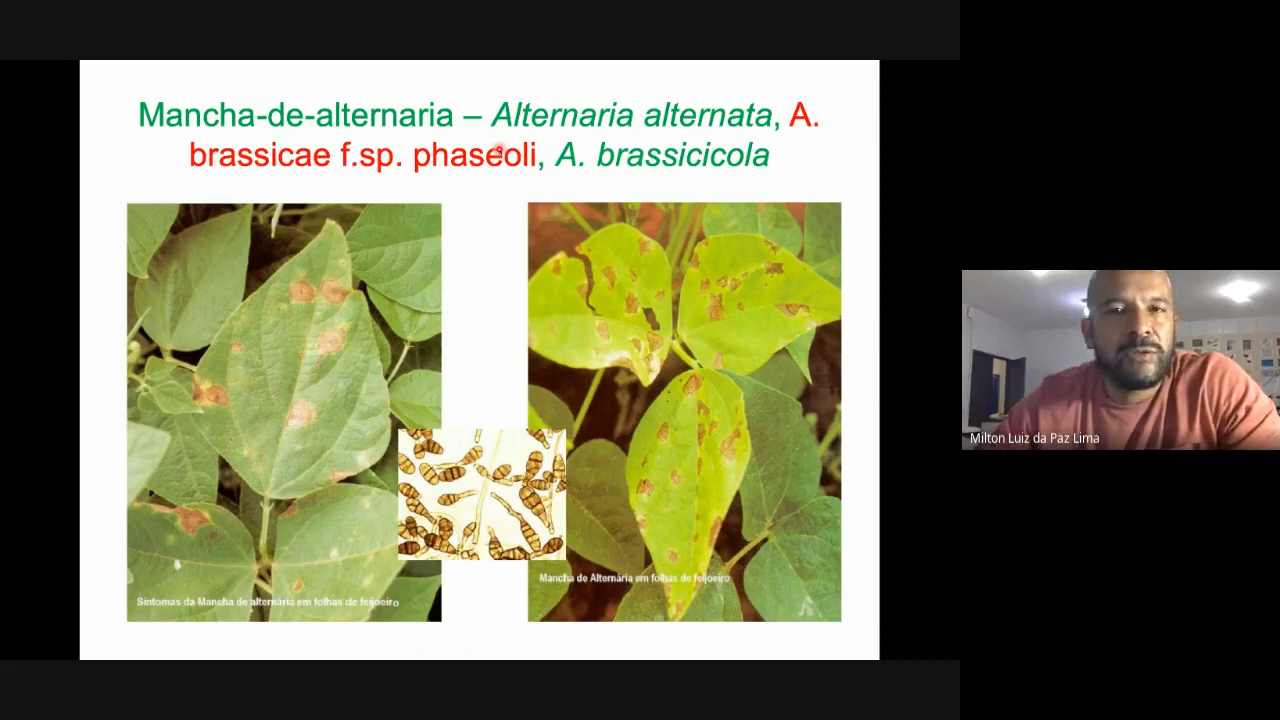 Mancha-de-alternaria – Alternaria alternata, A.
brassicae f.sp. phaseoli, A. brassicicola
Sintomas da Mancha de alternária em folhas de feijoeiro
Mancha de Alternária em folhas de feijoeiro
Milton Luiz da Paz Lima